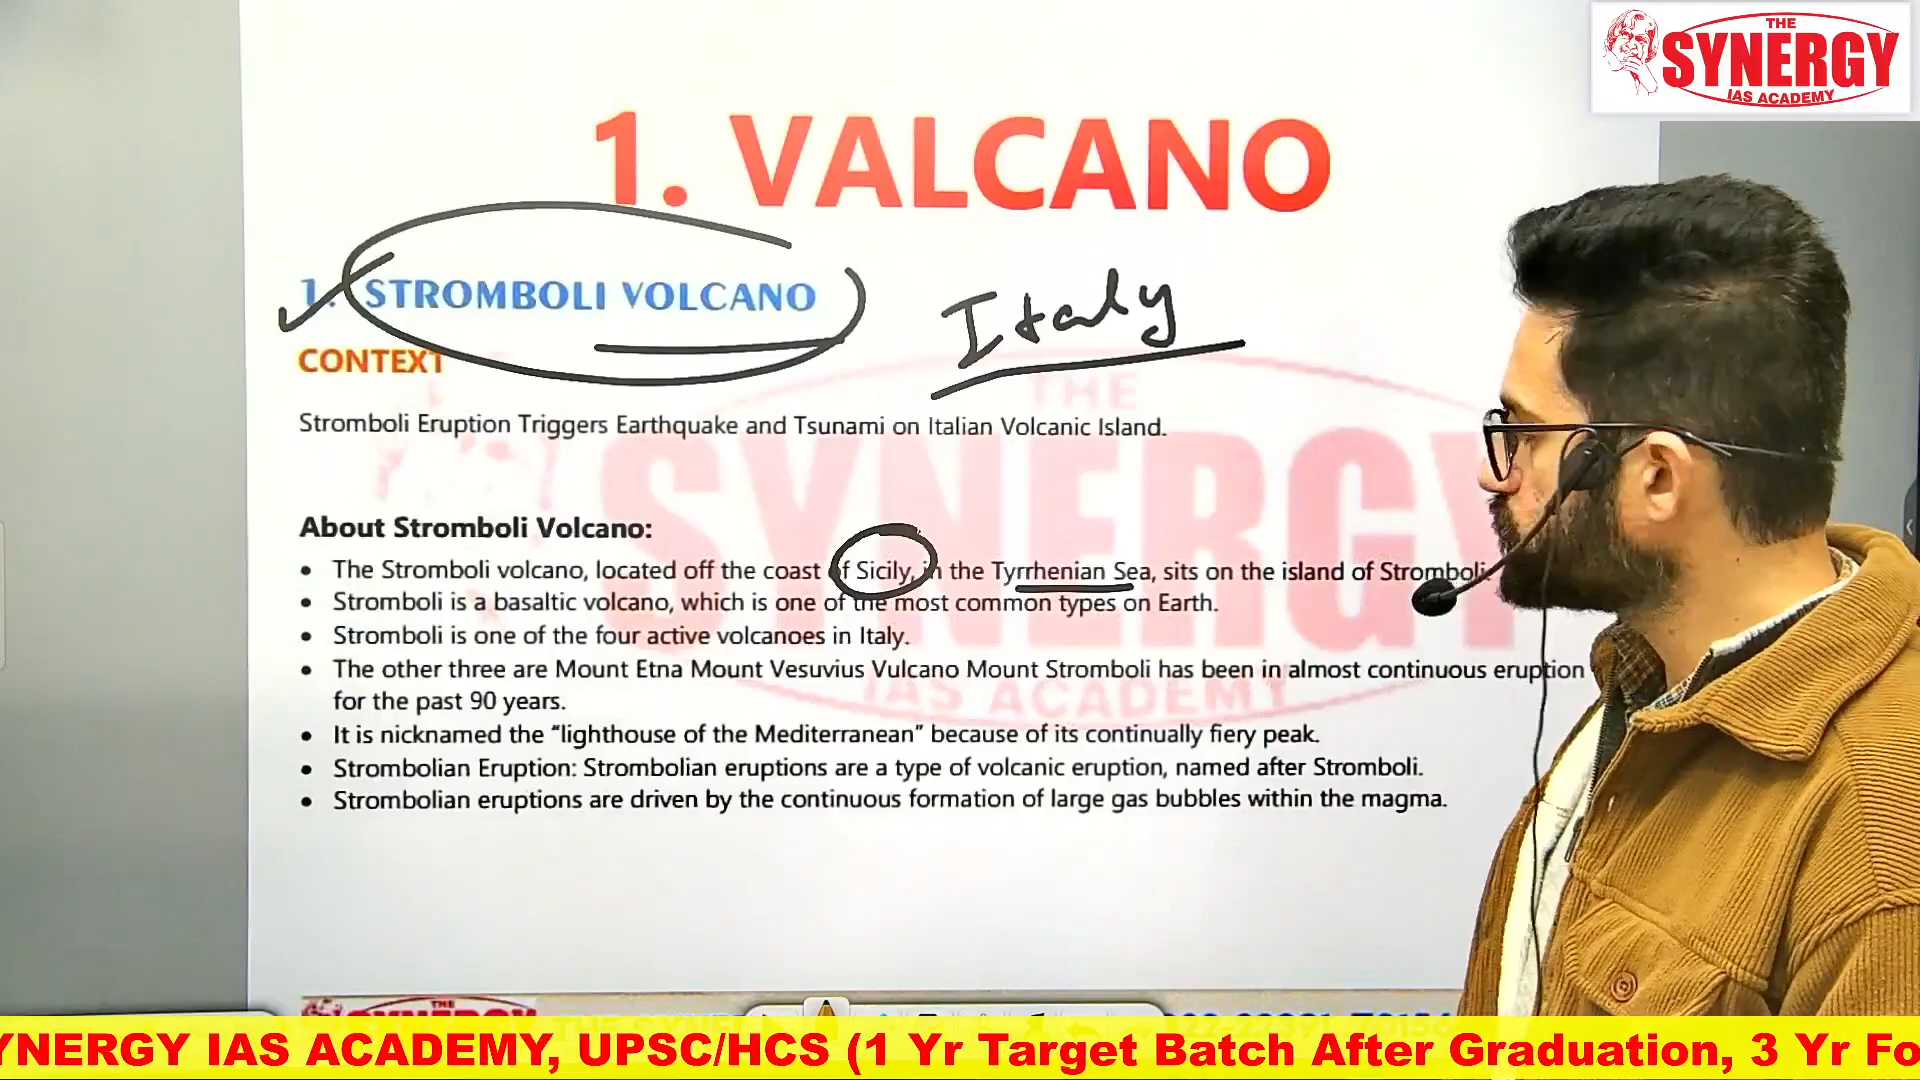 THE
SYNERGY
IAS ACADEMY
1. VALCANO
1. STROMBOLI VOLCANO
Italy
CONTEXT
Stromboli Eruption Triggers Earthquake and Tsunami on Italian Volcanic Island.
About Stromboli Volcano:
• The Stromboli volcano, located off the coast of Sicily, in the Tyrrhenian Sea, sits on the island of Stromboli.
• Stromboli is a basaltic volcano, which is one of the most common types on Earth.
• Stromboli is one of the four active volcanoes in Italy.
• The other three are Mount Etna Mount Vesuvius Vulcano Mount Stromboli has been in almost continuous eruption
for the past 90 years.
• It is nicknamed the “lighthouse of the Mediterranean” because of its continually fiery peak.
• Strombolian Eruption: Strombolian eruptions are a type of volcanic eruption, named after Stromboli.
• Strombolian eruptions are driven by the continuous formation of large gas bubbles within the magma.
THE
SYNERGY
IAS ACADEMY
THE
YNERGY IAS ACADEMY, UPSC/HCS (1 Yr Target Batch After Graduation, 3 Yr Fo